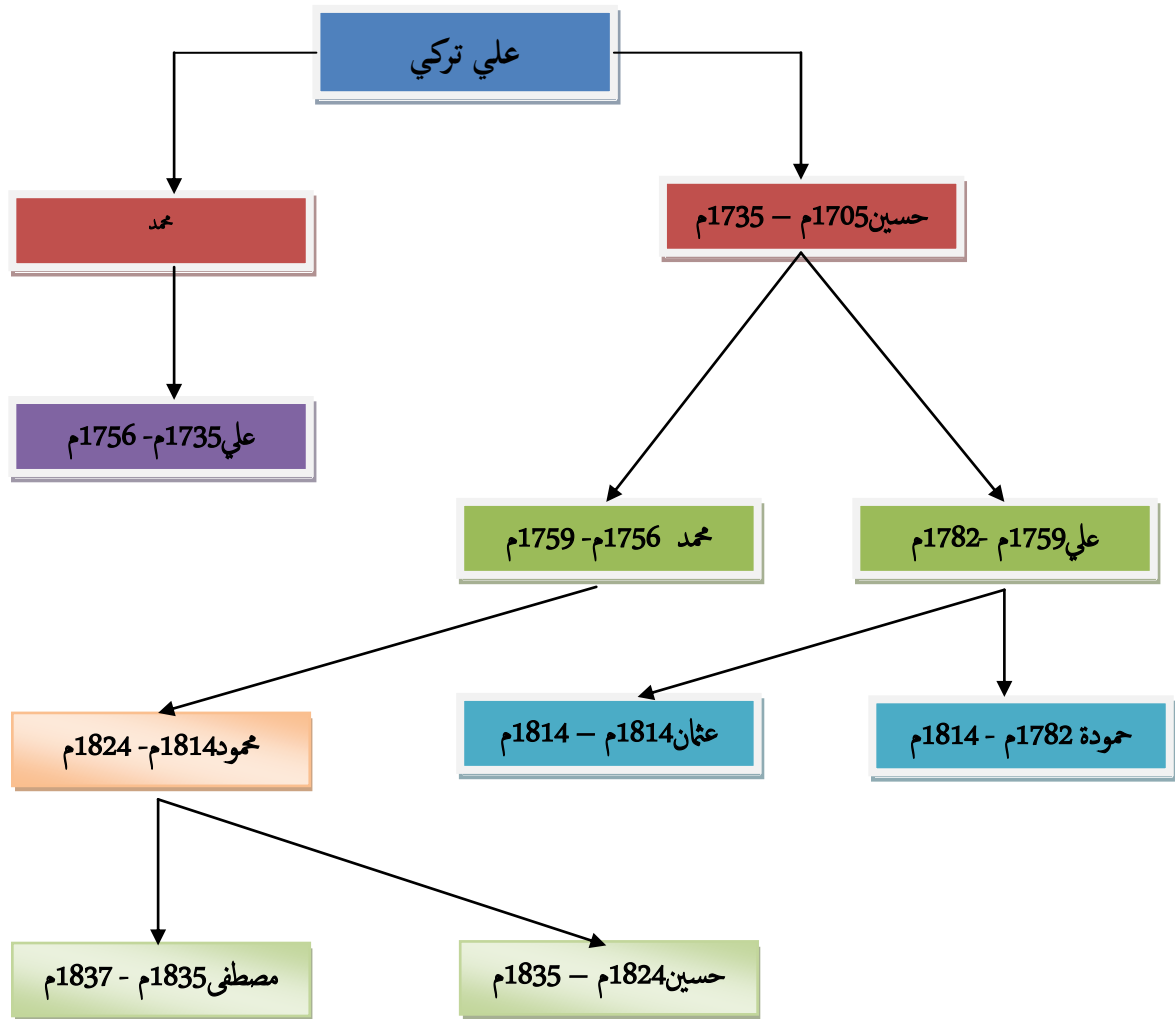 علي تركي
حسين1705م – 1735م
محمد
علي1735م- 1756م
علي1759م -1782م
محمد 1756م- 1759م
حمودة 1782م - 1814م
عثمان1814م – 1814م
محمود1814م- 1824م
حسين1824م – 1835م
مصطفى1835م - 1837م